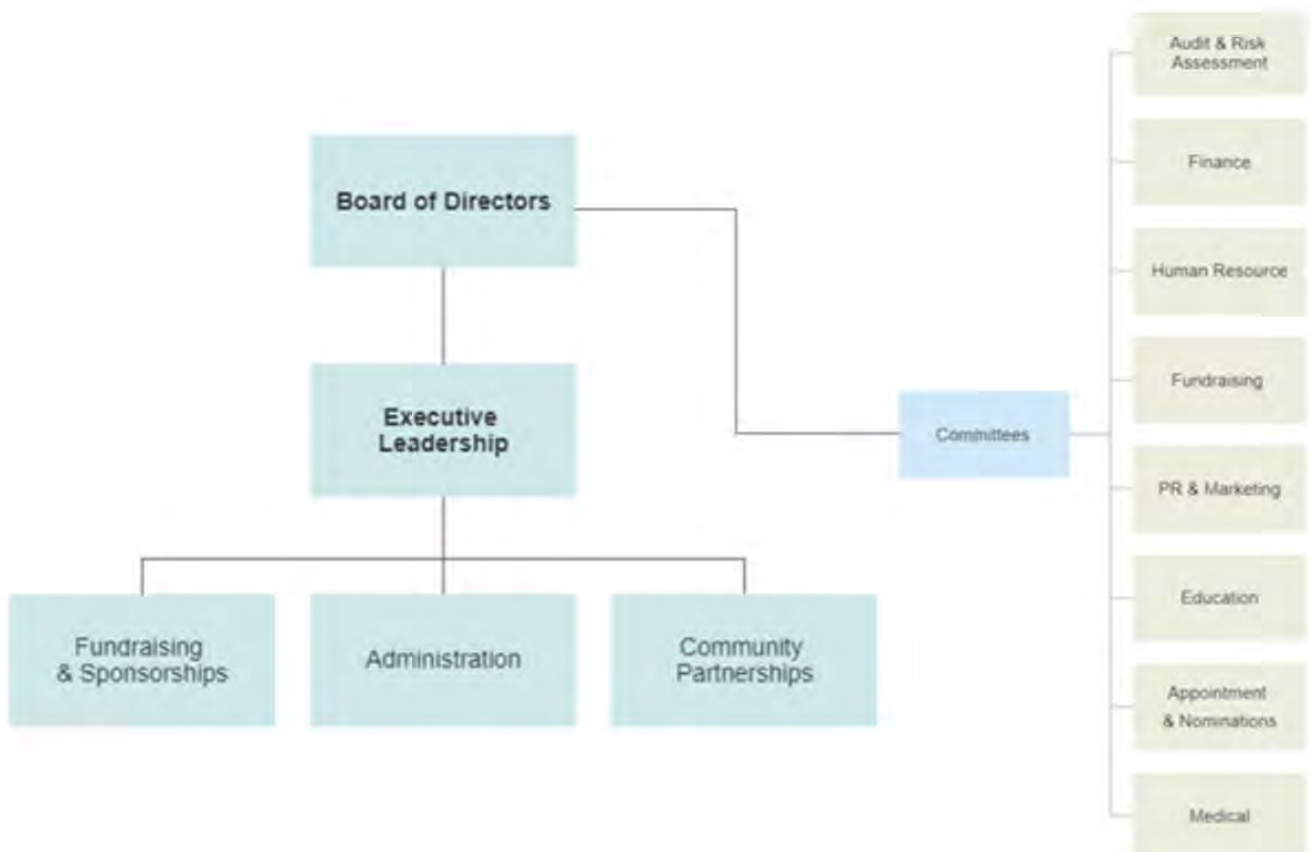 Board of Directors
Executive
Leadership
Fundraising
& Sponsorships
Administration
Community
Partnerships
Committees
Audit & Risk
Assessment
Finance
Human Resource
Fundraising
PR & Marketing
Education
Appointment
& Nominations
Medical